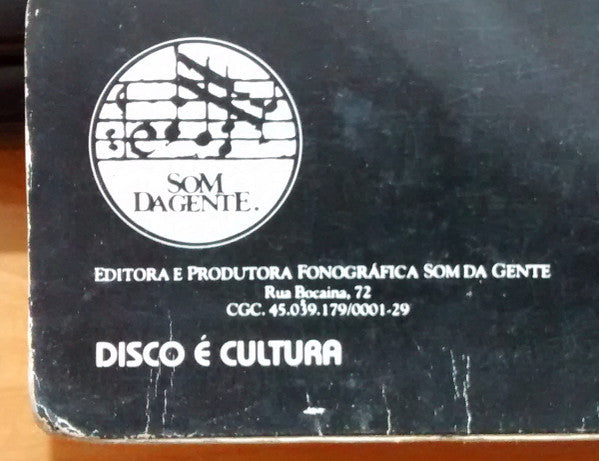 SOM
DA GENTE.
EDITORA E PRODUTORA FONOGRÁFICA SOM DA GENTE
Rua Bocaina, 72
CGC. 45.039.179/0001-29
DISCO É CULTURA